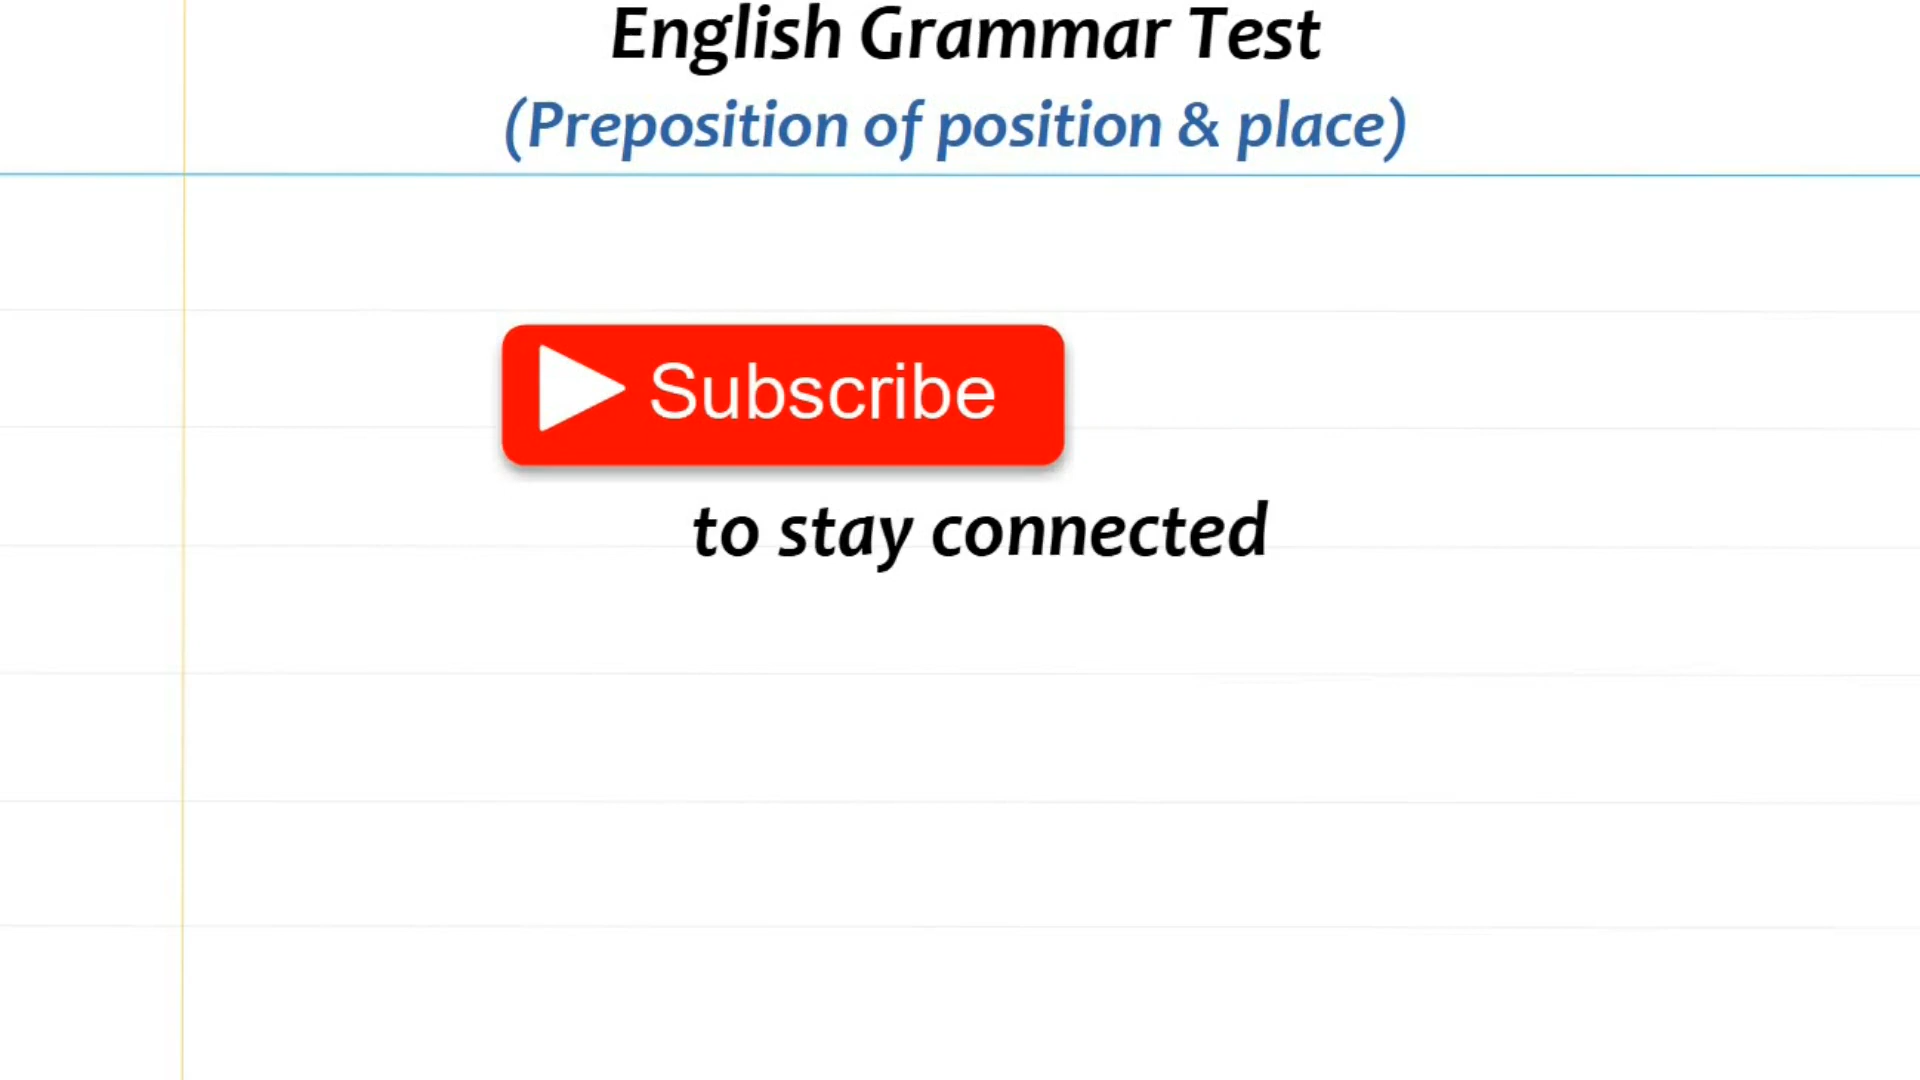 English Grammar Test
(Preposition of position & place)
Subscribe
to stay connected